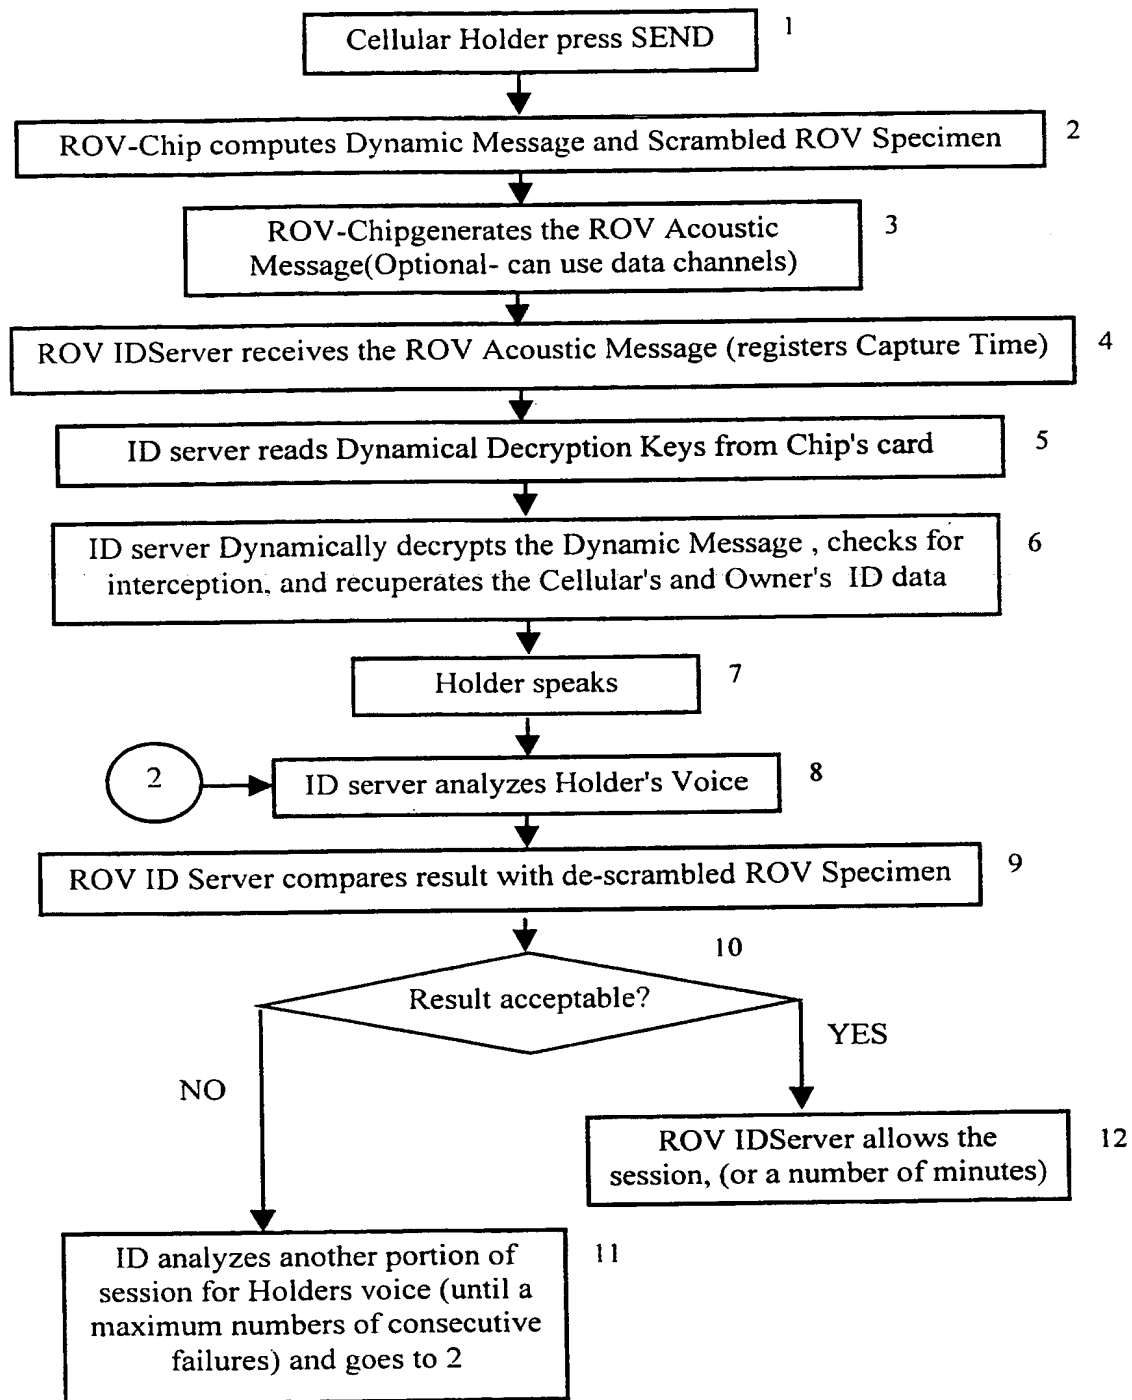 Cellular Holder press SEND
1
ROV-Chip computes Dynamic Message and Scrambled ROV Specimen
2
ROV-Chipgenerates the ROV Acoustic
Message(Optional- can use data channels)
3
ROV IDServer receives the ROV Acoustic Message (registers Capture Time)
4
ID server reads Dynamical Decryption Keys from Chip's card
5
ID server Dynamically decrypts the Dynamic Message , checks for
interception, and recuperates the Cellular's and Owner's ID data
6
Holder speaks
7
2
ID server analyzes Holder's Voice
8
ROV ID Server compares result with de-scrambled ROV Specimen
9
10
Result acceptable?
YES
NO
ROV IDServer allows the
session, (or a number of minutes)
12
ID analyzes another portion of
session for Holders voice (until a
maximum numbers of consecutive
failures) and goes to 2
11